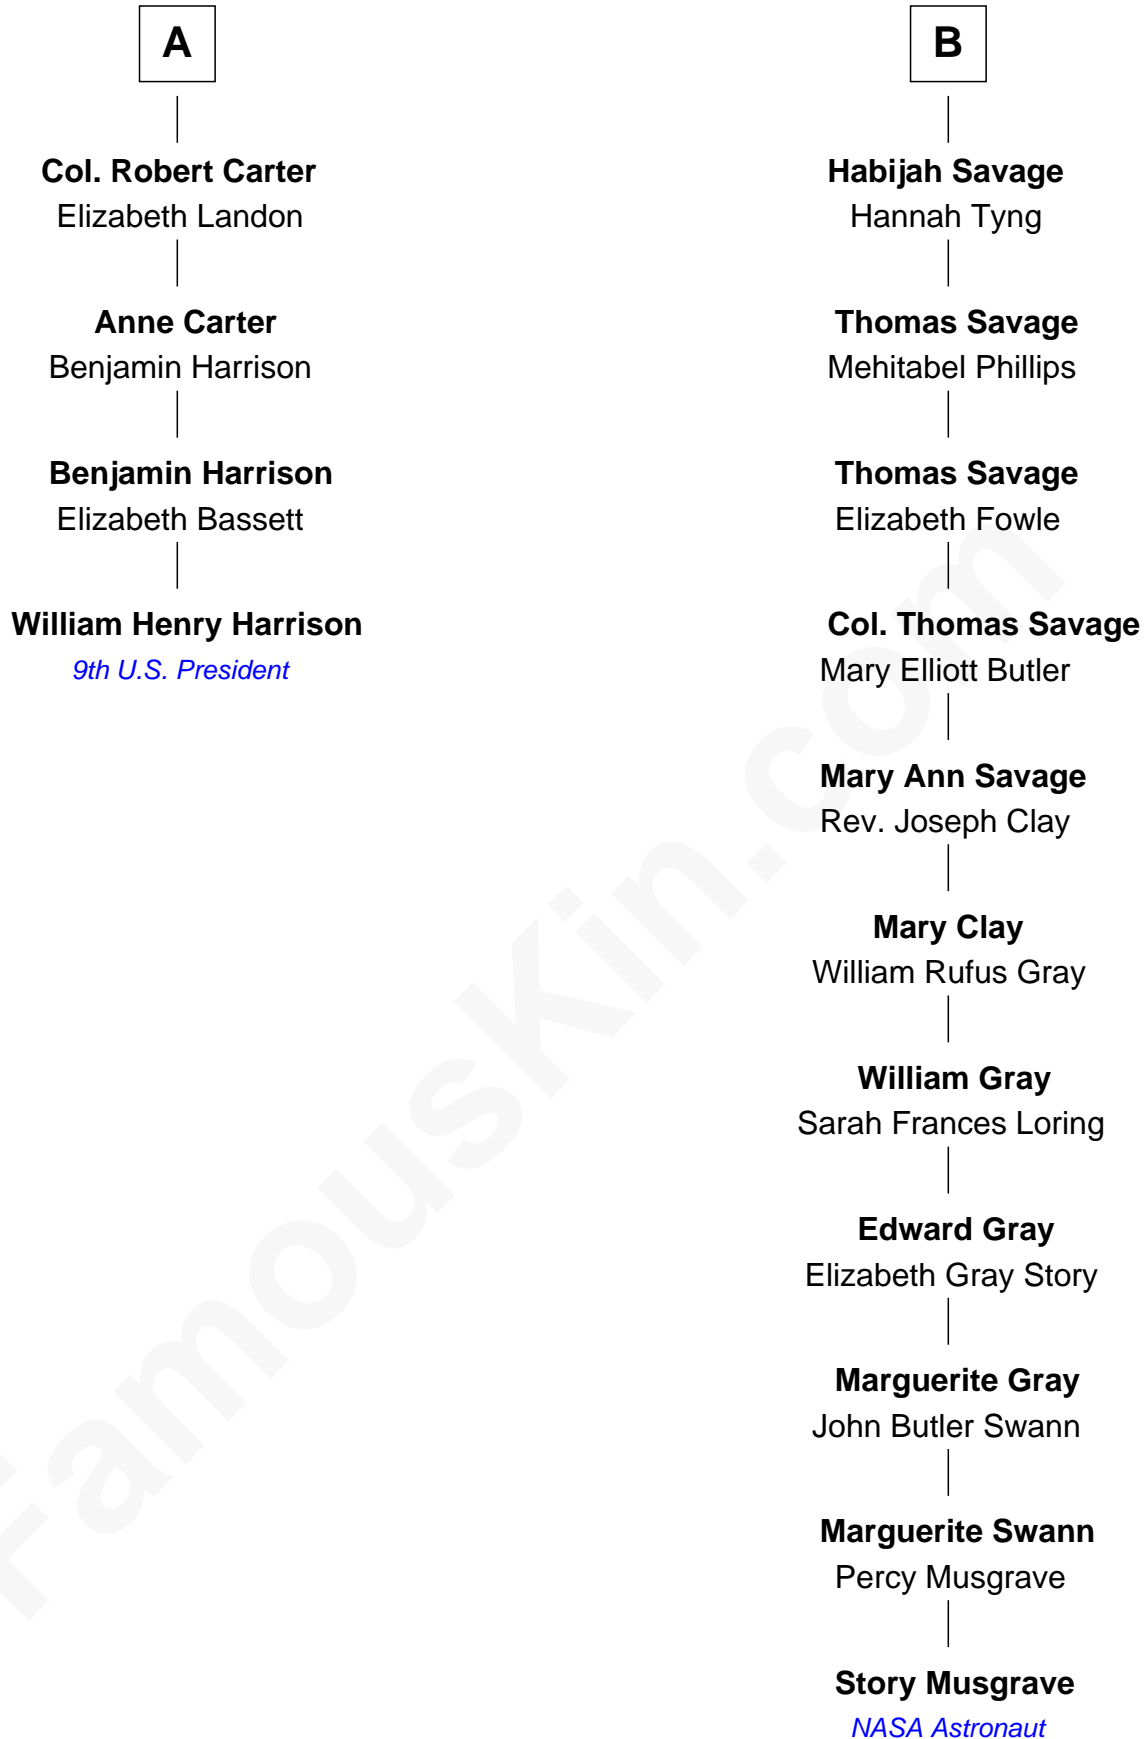 A
Col. Robert Carter
Elizabeth Landon
Anne Carter
Benjamin Harrison
Benjamin Harrison
Elizabeth Bassett
William Henry Harrison
9th U.S. President
B
Habijah Savage
Hannah Tyng
Thomas Savage
Mehitabel Phillips
Thomas Savage
Elizabeth Fowle
Col. Thomas Savage
Mary Elliott Butler
Mary Ann Savage
Rev. Joseph Clay
Mary Clay
William Rufus Gray
William Gray
Sarah Frances Loring
Edward Gray
Elizabeth Gray Story
Marguerite Gray
John Butler Swann
Marguerite Swann
Percy Musgrave
Story Musgrave
NASA Astronaut
FamousKin.com